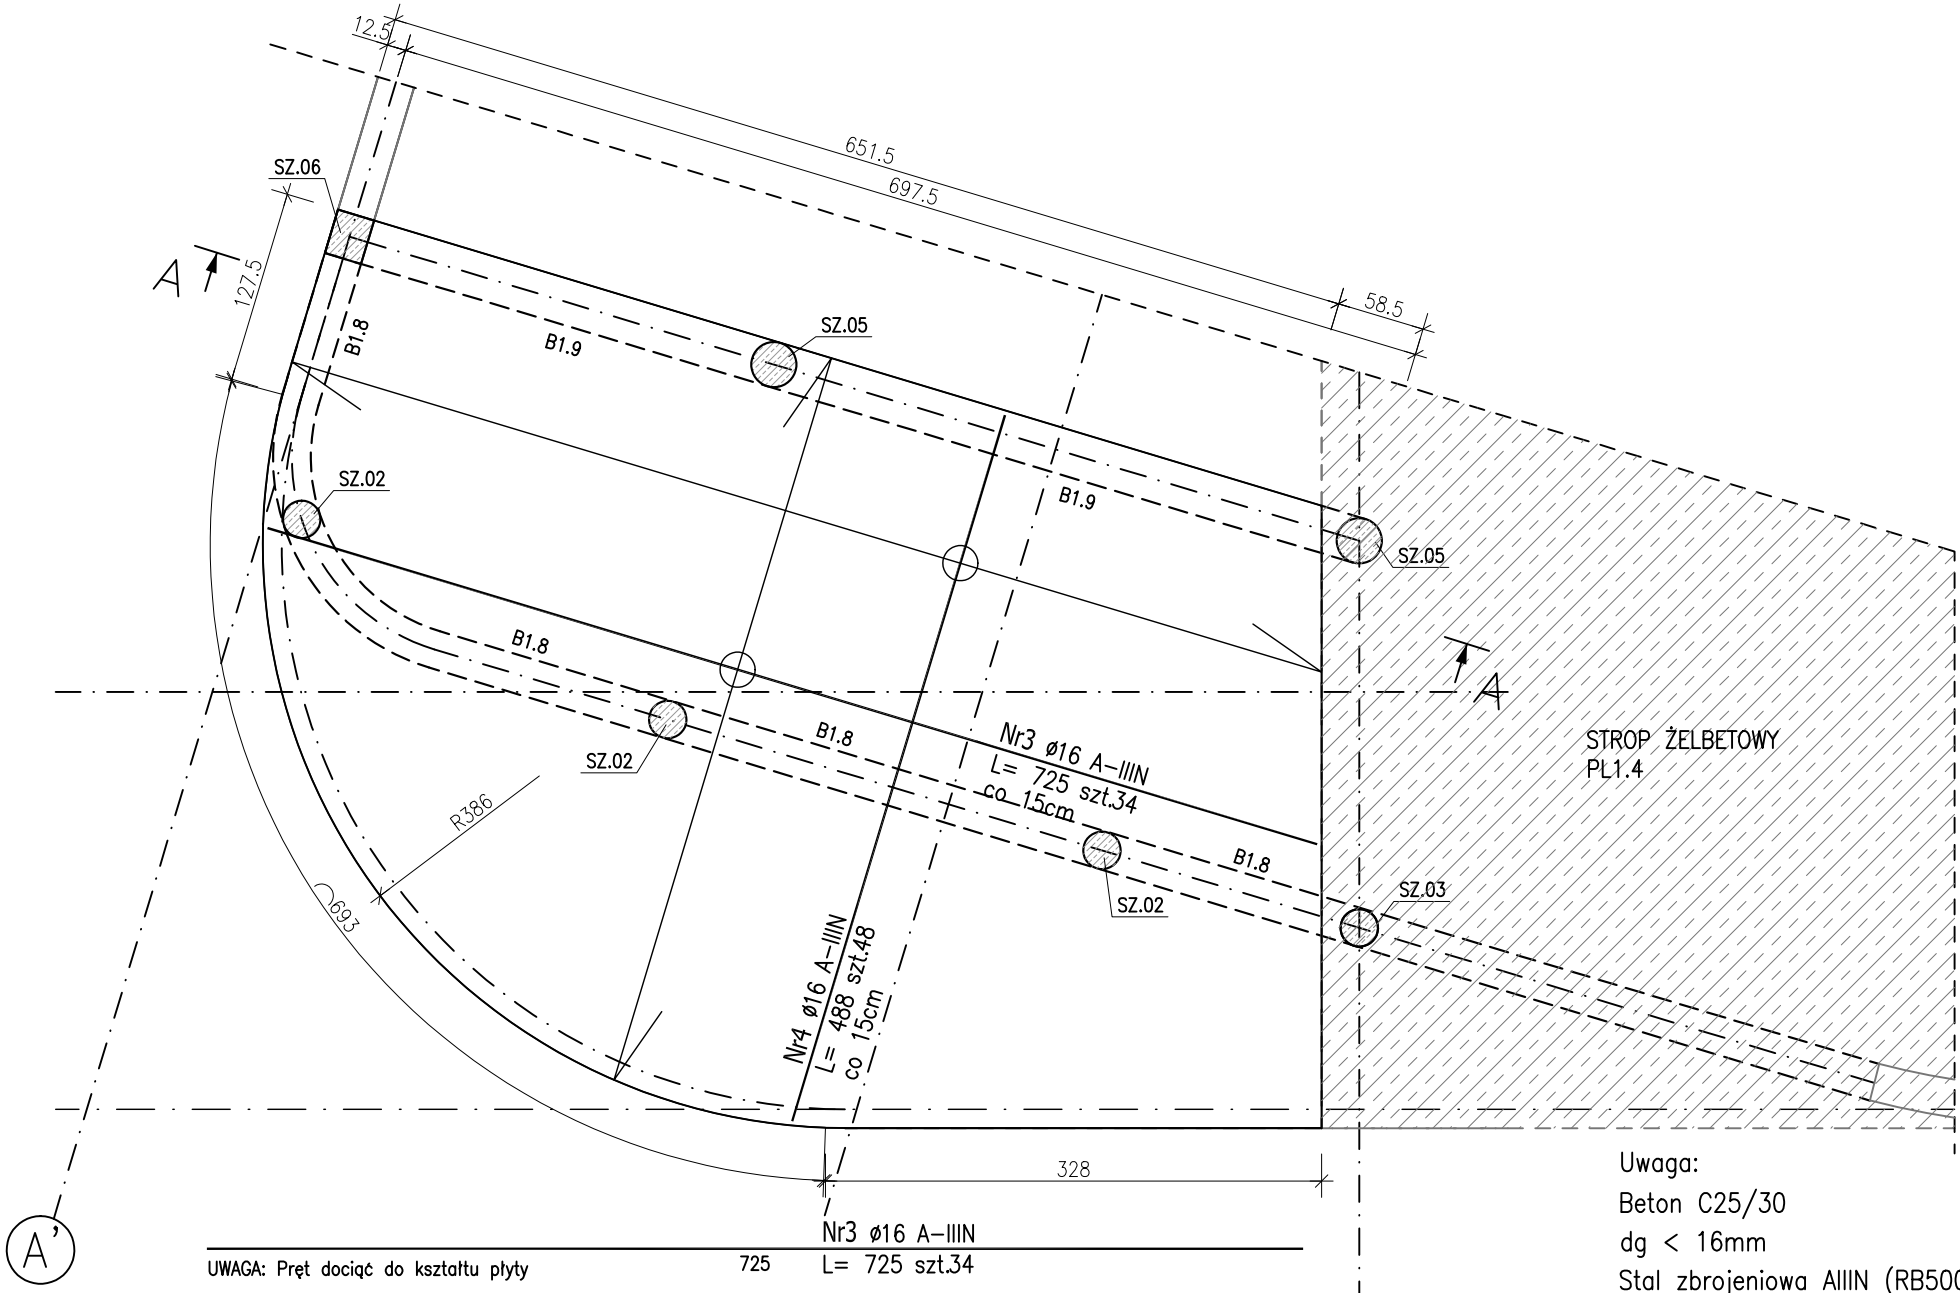 12.5
651.5
697.5
58.5
SZ.06
127.5
A
B1.8
B1.9
SZ.05
SZ.02
B1.9
SZ.05
B1.8
A
SZ.02
B1.8
Nr3 ø16 A-IIIN
L= 725 szt.34
co 15cm
STROP ŻELBETOWY
PL1.4
R386
693
B1.8
SZ.02
SZ.03
Nr4 ø16 A-IIIN
L= 488 szt.48
co 15cm
328
Uwaga:
Beton C25/30
dg < 16mm
Stal zbrojeniowa AIIIN (RB500
A'
Nr3 ø16 A-IIIN
UWAGA: Pręt dociąć do kształtu płyty
725
L= 725 szt.34